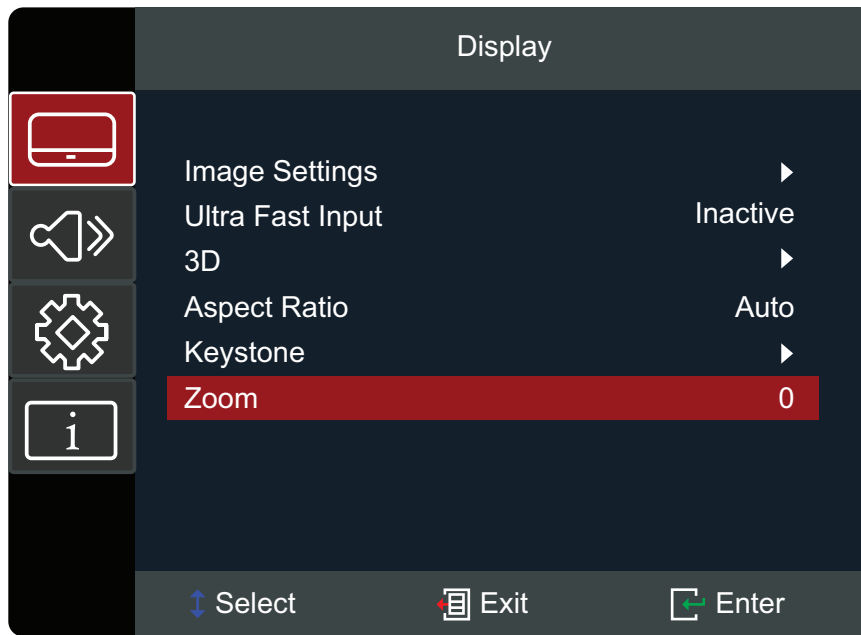 Display
Image Settings
Ultra Fast Input Inactive
3D
Aspect Ratio Auto
Keystone
Zoom 0
i
Select Exit Enter